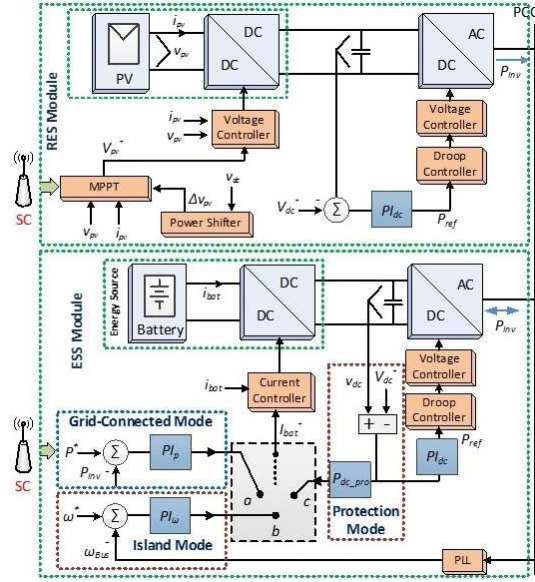 PCC
i_pv
v_pv
PV
DC
DC
AC
DC
P_Inv
RES Module
i_pv
v_pv
Voltage
Controller
Voltage
Controller
V_pv*
Droop
Controller
MPPT
Δv_pv
v_dc
Power Shifter
V_dc*
-
Σ
PI_dc
P_ref
SC
v_pv
i_pv
ESS Module
Energy Source
Battery
i_bat
DC
DC
AC
DC
P_Inv
i_bat
Current
Controller
I_bat*
v_dc
V_dc*
Voltage
Controller
Droop
Controller
Grid-Connected Mode
P*
Σ
PI_p
P_Inv
-
+
-
P_ref
PI_dc
SC
a
b
c
P_dc_pro
Protection
Mode
ω*
Σ
PI_ω
Island Mode
ω_Bus
-
PLL